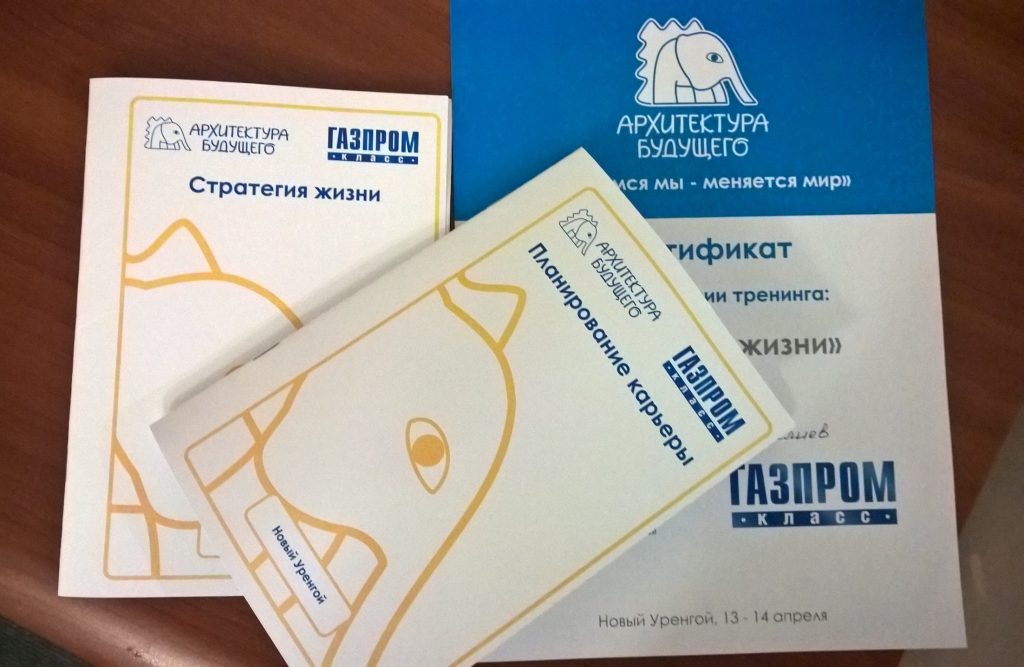 АРХИТЕКТУРА
БУДУЩЕГО
ГАЗПРОМ
• КЛАСС •
Стратегия жизни
АРХИТЕКТУРА
БУДУЩЕГО
Планирование карьеры
ГАЗПРОМ
• КЛАСС •
Новый Уренгой
АРХИТЕКТУРА
БУДУЩЕГО
мы - меняется мир»
тренинга:
жизни»
ГАЗПРОМ
• КЛАСС •
Новый Уренгой, 13 - 14 апреля